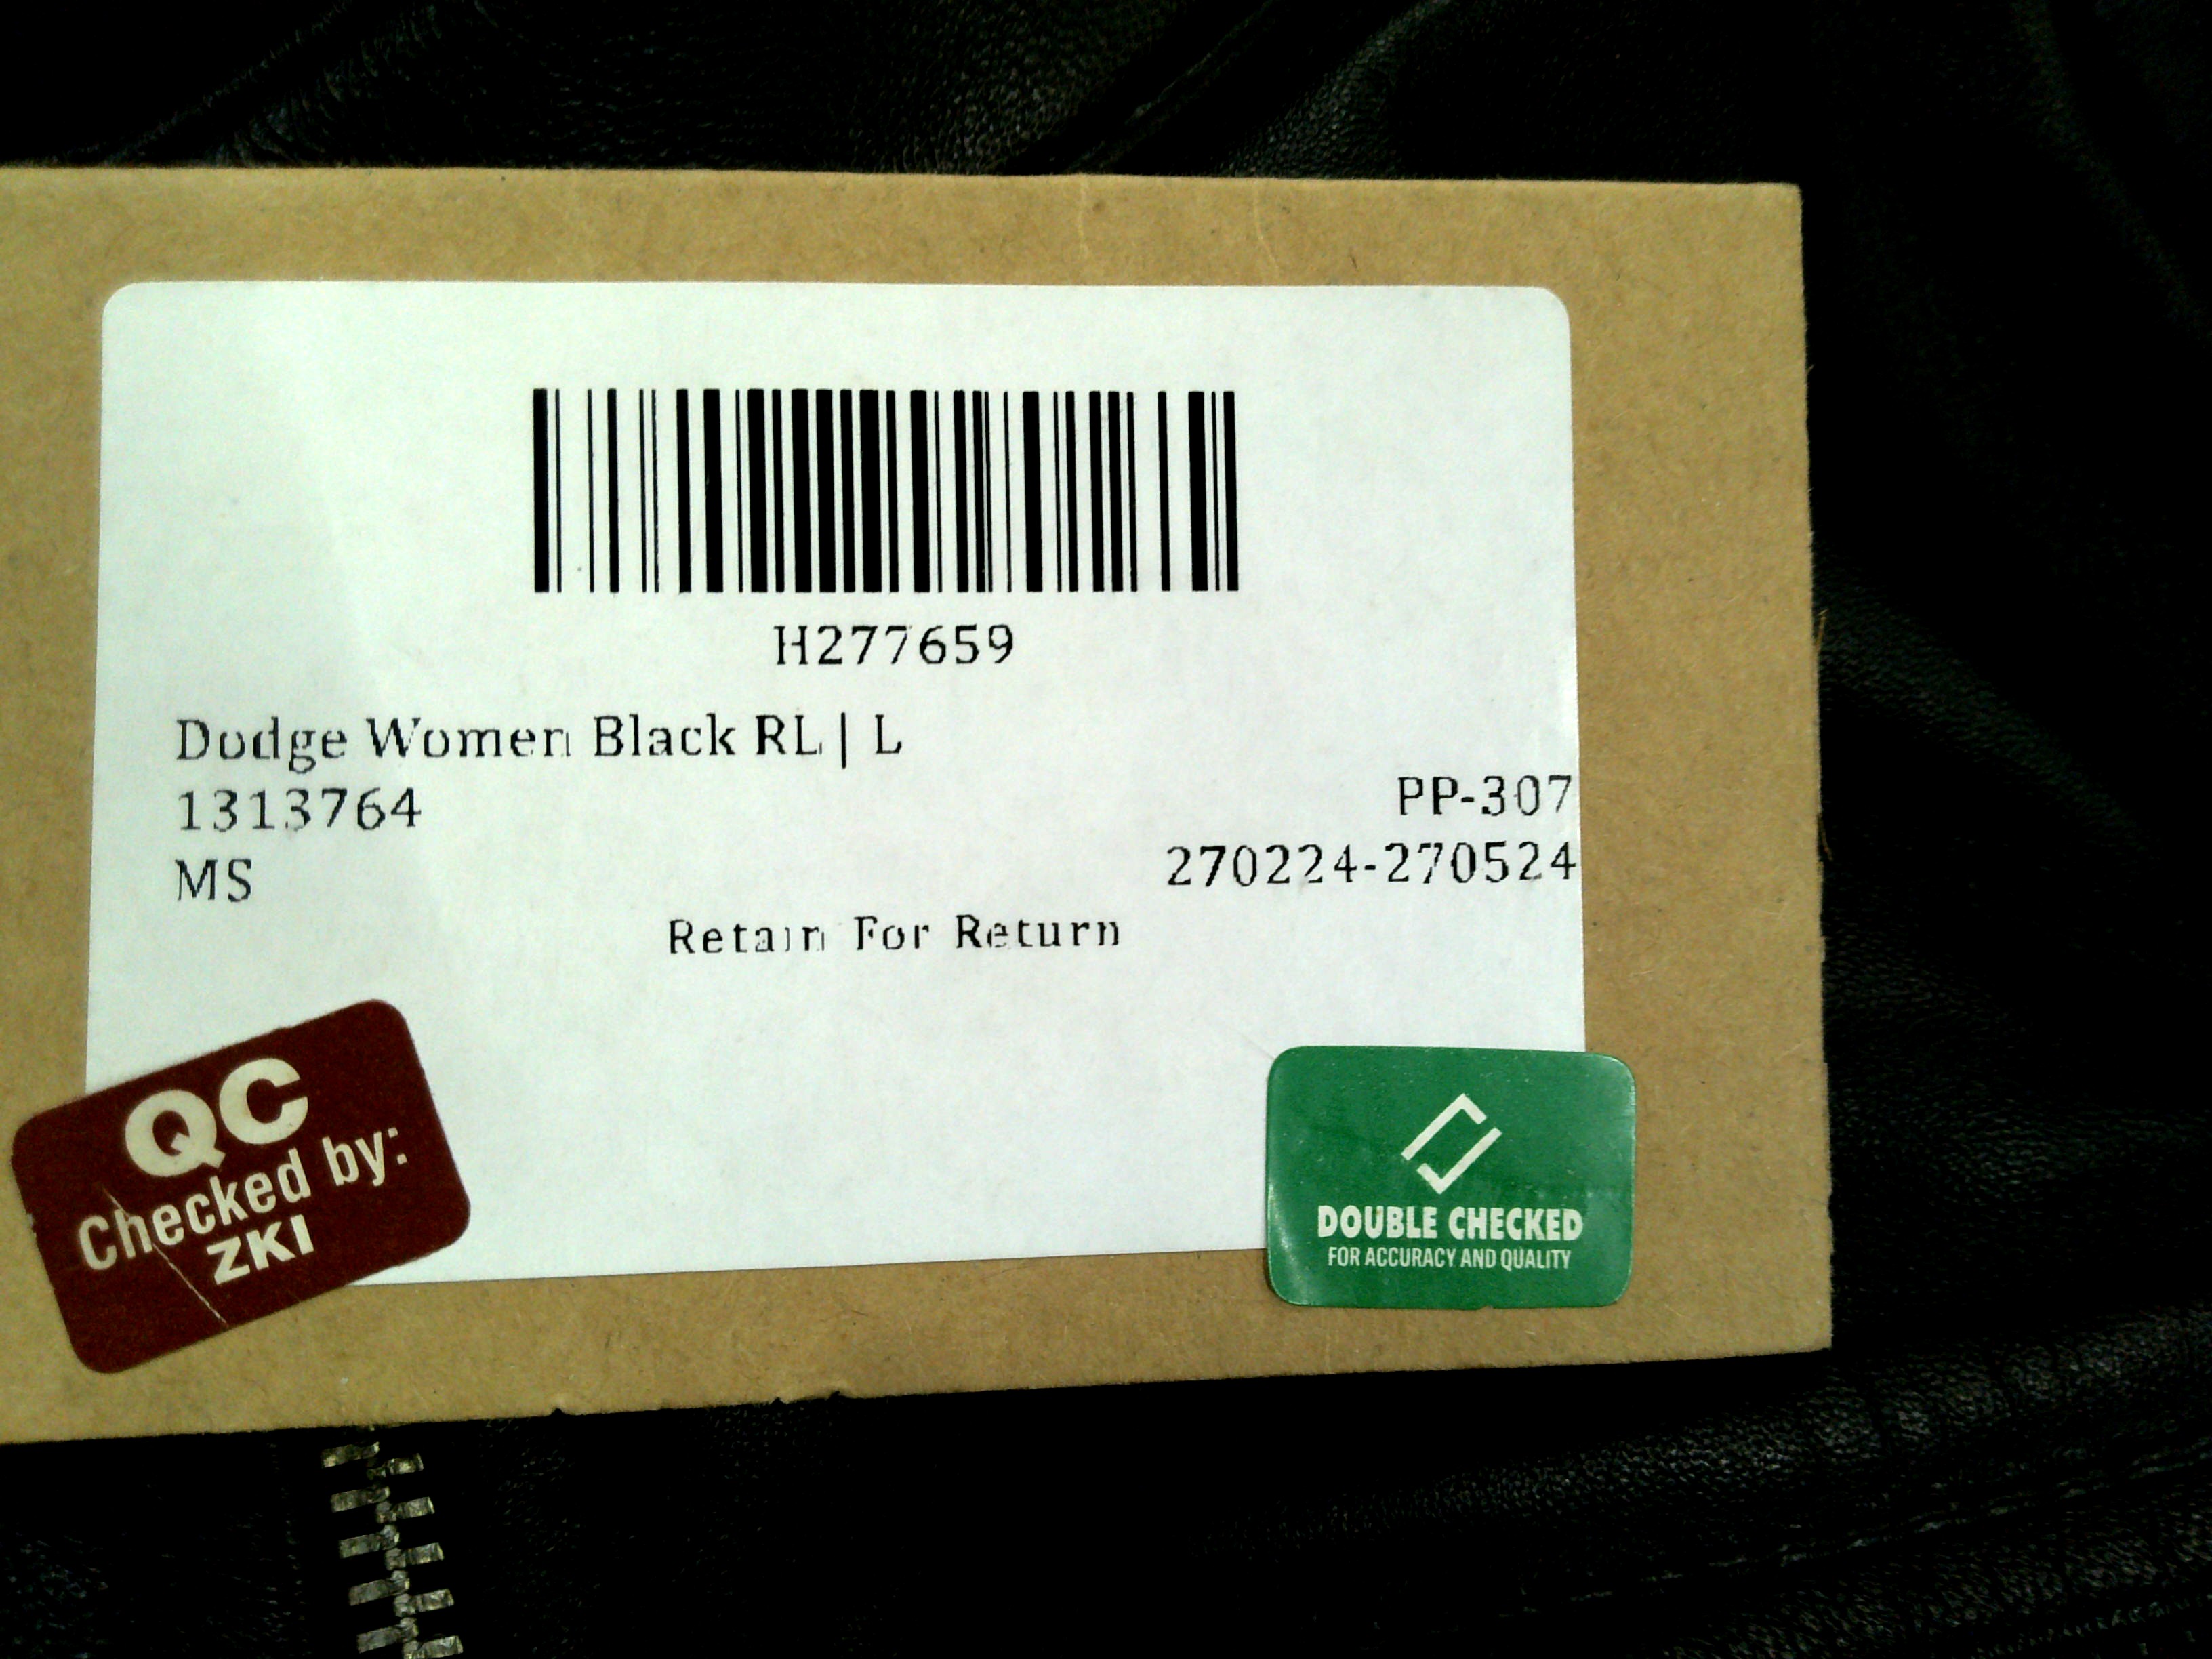 H277659
Dodge Women Black RL | L
1313764
PP-307
MS
270224-270524
Retain For Return
QC
Checked by:
ZKI
DOUBLE CHECKED
FOR ACCURACY AND QUALITY